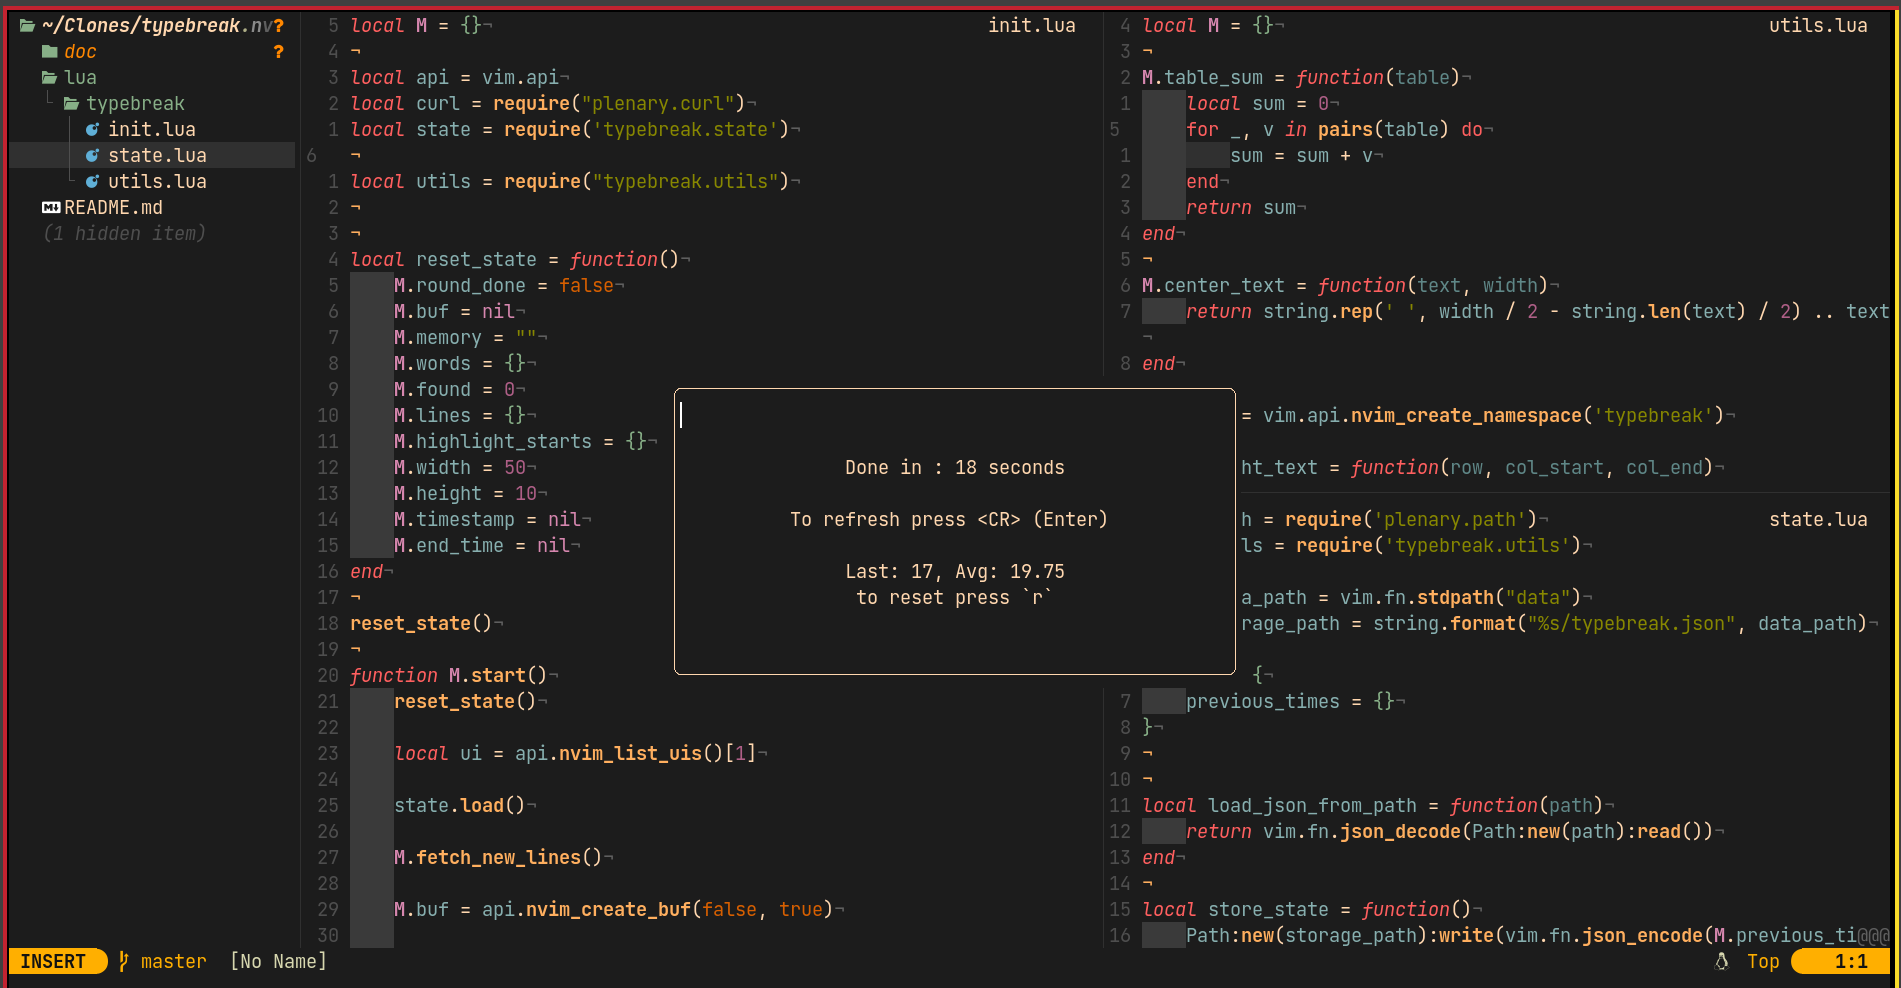 ~/Clones/typebreak.nv?
doc ?
lua
typebreak
init.lua
state.lua
utils.lua
README.md
(1 hidden item)
5 local M = {}¬ init.lua
4 ¬
3 local api = vim.api¬
2 local curl = require("plenary.curl")¬
1 local state = require('typebreak.state')¬
6 ¬
1 local utils = require("typebreak.utils")¬
2 ¬
3 ¬
4 local reset_state = function()¬
5 M.round_done = false¬
6 M.buf = nil¬
7 M.memory = ""¬
8 M.words = {}¬
9 M.found = 0¬
10 M.lines = {}¬
11 M.highlight_starts = {}¬
12 M.width = 50¬
13 M.height = 10¬
14 M.timestamp = nil¬
15 M.end_time = nil¬
16 end¬
17 ¬
18 reset_state()¬
19 ¬
20 function M.start()¬
21 reset_state()¬
22
23 local ui = api.nvim_list_uis()[1]¬
24
25 state.load()¬
26
27 M.fetch_new_lines()¬
28
29 M.buf = api.nvim_create_buf(false, true)¬
30
Done in : 18 seconds
To refresh press <CR> (Enter)
Last: 17, Avg: 19.75
to reset press `r`
4 local M = {}¬ utils.lua
3 ¬
2 M.table_sum = function(table)¬
1 local sum = 0¬
5 for _, v in pairs(table) do¬
1 sum = sum + v¬
2 end¬
3 return sum¬
4 end¬
5 ¬
6 M.center_text = function(text, width)¬
7 return string.rep(' ', width / 2 - string.len(text) / 2) .. text
¬
8 end¬
= vim.api.nvim_create_namespace('typebreak')¬
ht_text = function(row, col_start, col_end)¬
h = require('plenary.path')¬ state.lua
ls = require('typebreak.utils')¬
a_path = vim.fn.stdpath("data")¬
rage_path = string.format("%s/typebreak.json", data_path)¬
{¬
7 previous_times = {}¬
8 }¬
9 ¬
10 ¬
11 local load_json_from_path = function(path)¬
12 return vim.fn.json_decode(Path:new(path):read())¬
13 end¬
14 ¬
15 local store_state = function()¬
16 Path:new(storage_path):write(vim.fn.json_encode(M.previous_ti@@@
INSERT master [No Name] Top 1:1